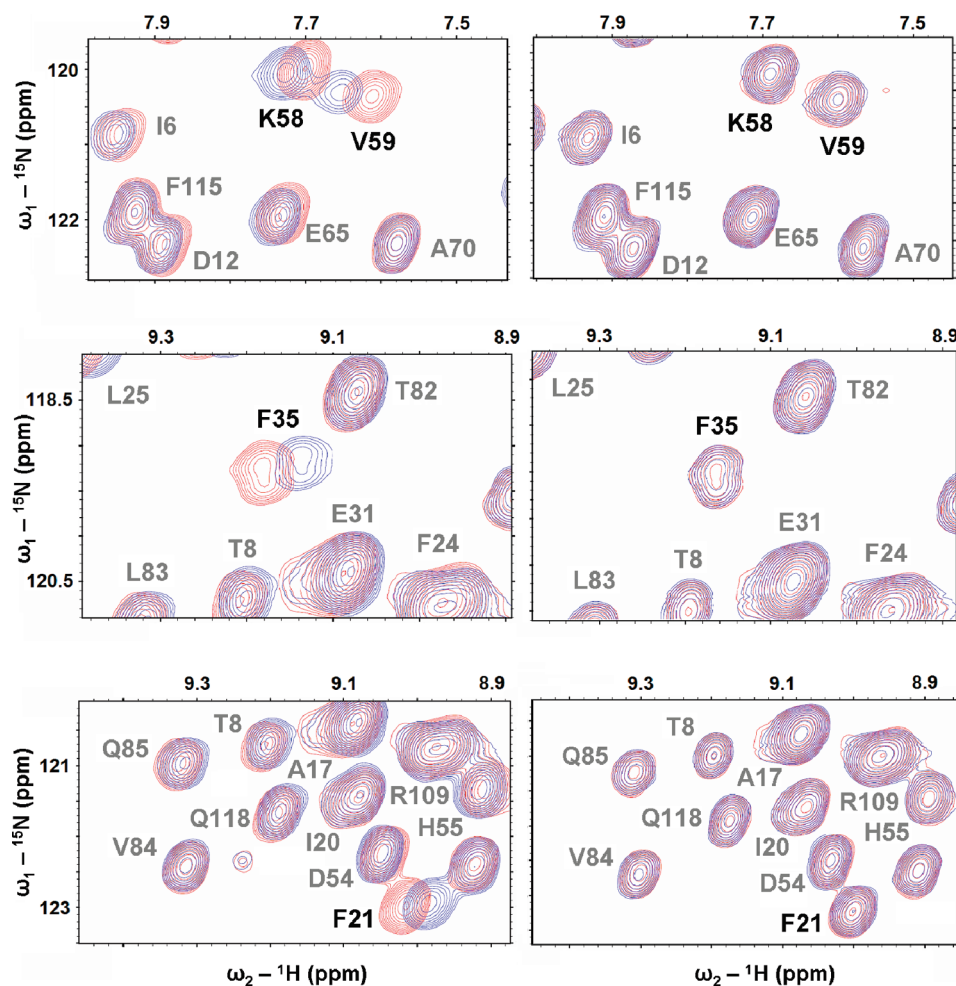 7.9 7.7 7.5 7.9 7.7 7.5
ω1 – 15N (ppm)
120
122
K58
V59
I6
F115
D12
E65
A70
K58
V59
I6
F115
D12
E65
A70
9.3 9.1 8.9 9.3 9.1 8.9
ω1 – 15N (ppm)
118.5
120.5
L25
T82
F35
E31
T8
F24
L83
L25
T82
F35
E31
T8
F24
L83
9.3 9.1 8.9 9.3 9.1 8.9
ω1 – 15N (ppm)
121
123
T8
Q85
A17
R109
Q118
H55
I20
V84
D54
F21
T8
Q85
A17
R109
Q118
H55
I20
V84
D54
F21
ω2 – 1H (ppm) ω2 – 1H (ppm)